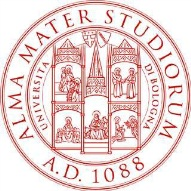 ALMA MATER STUDIORUM
A.D. 1088
UNIVERSITÀ
DI BOLOGNA